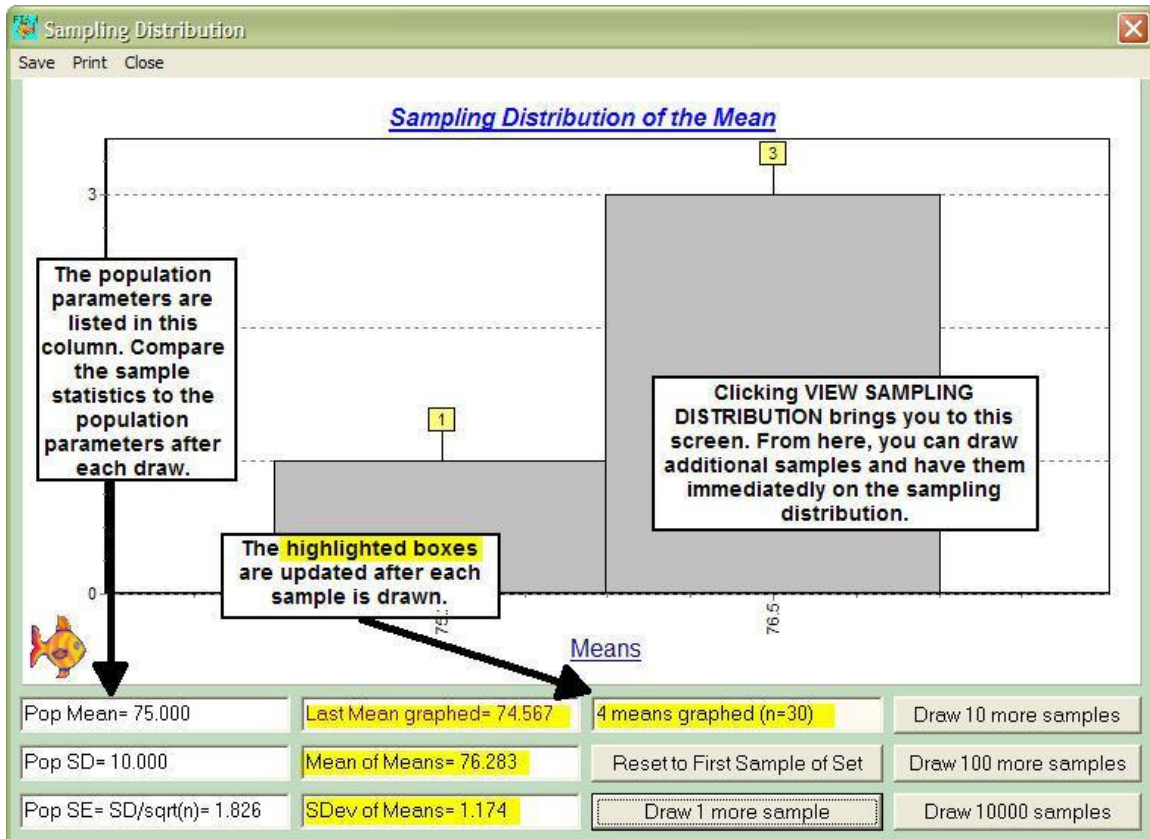 Sampling Distribution
Save Print Close
Sampling Distribution of the Mean
3
3
The population
parameters are
listed in this
column. Compare
the sample
statistics to the
population
parameters after
each draw.
1
Clicking VIEW SAMPLING
DISTRIBUTION brings you to this
screen. From here, you can draw
additional samples and have them
immediatedly on the sampling
distribution.
The highlighted boxes
are updated after each
sample is drawn.
0
76.5
Means
Pop Mean= 75.000
Last Mean graphed= 74.567
4 means graphed (n=30)
Draw 10 more samples
Pop SD= 10.000
Mean of Means= 76.283
Reset to First Sample of Set
Draw 100 more samples
Pop SE= SD/sqrt(n)= 1.826
SDev of Means= 1.174
Draw 1 more sample
Draw 10000 samples